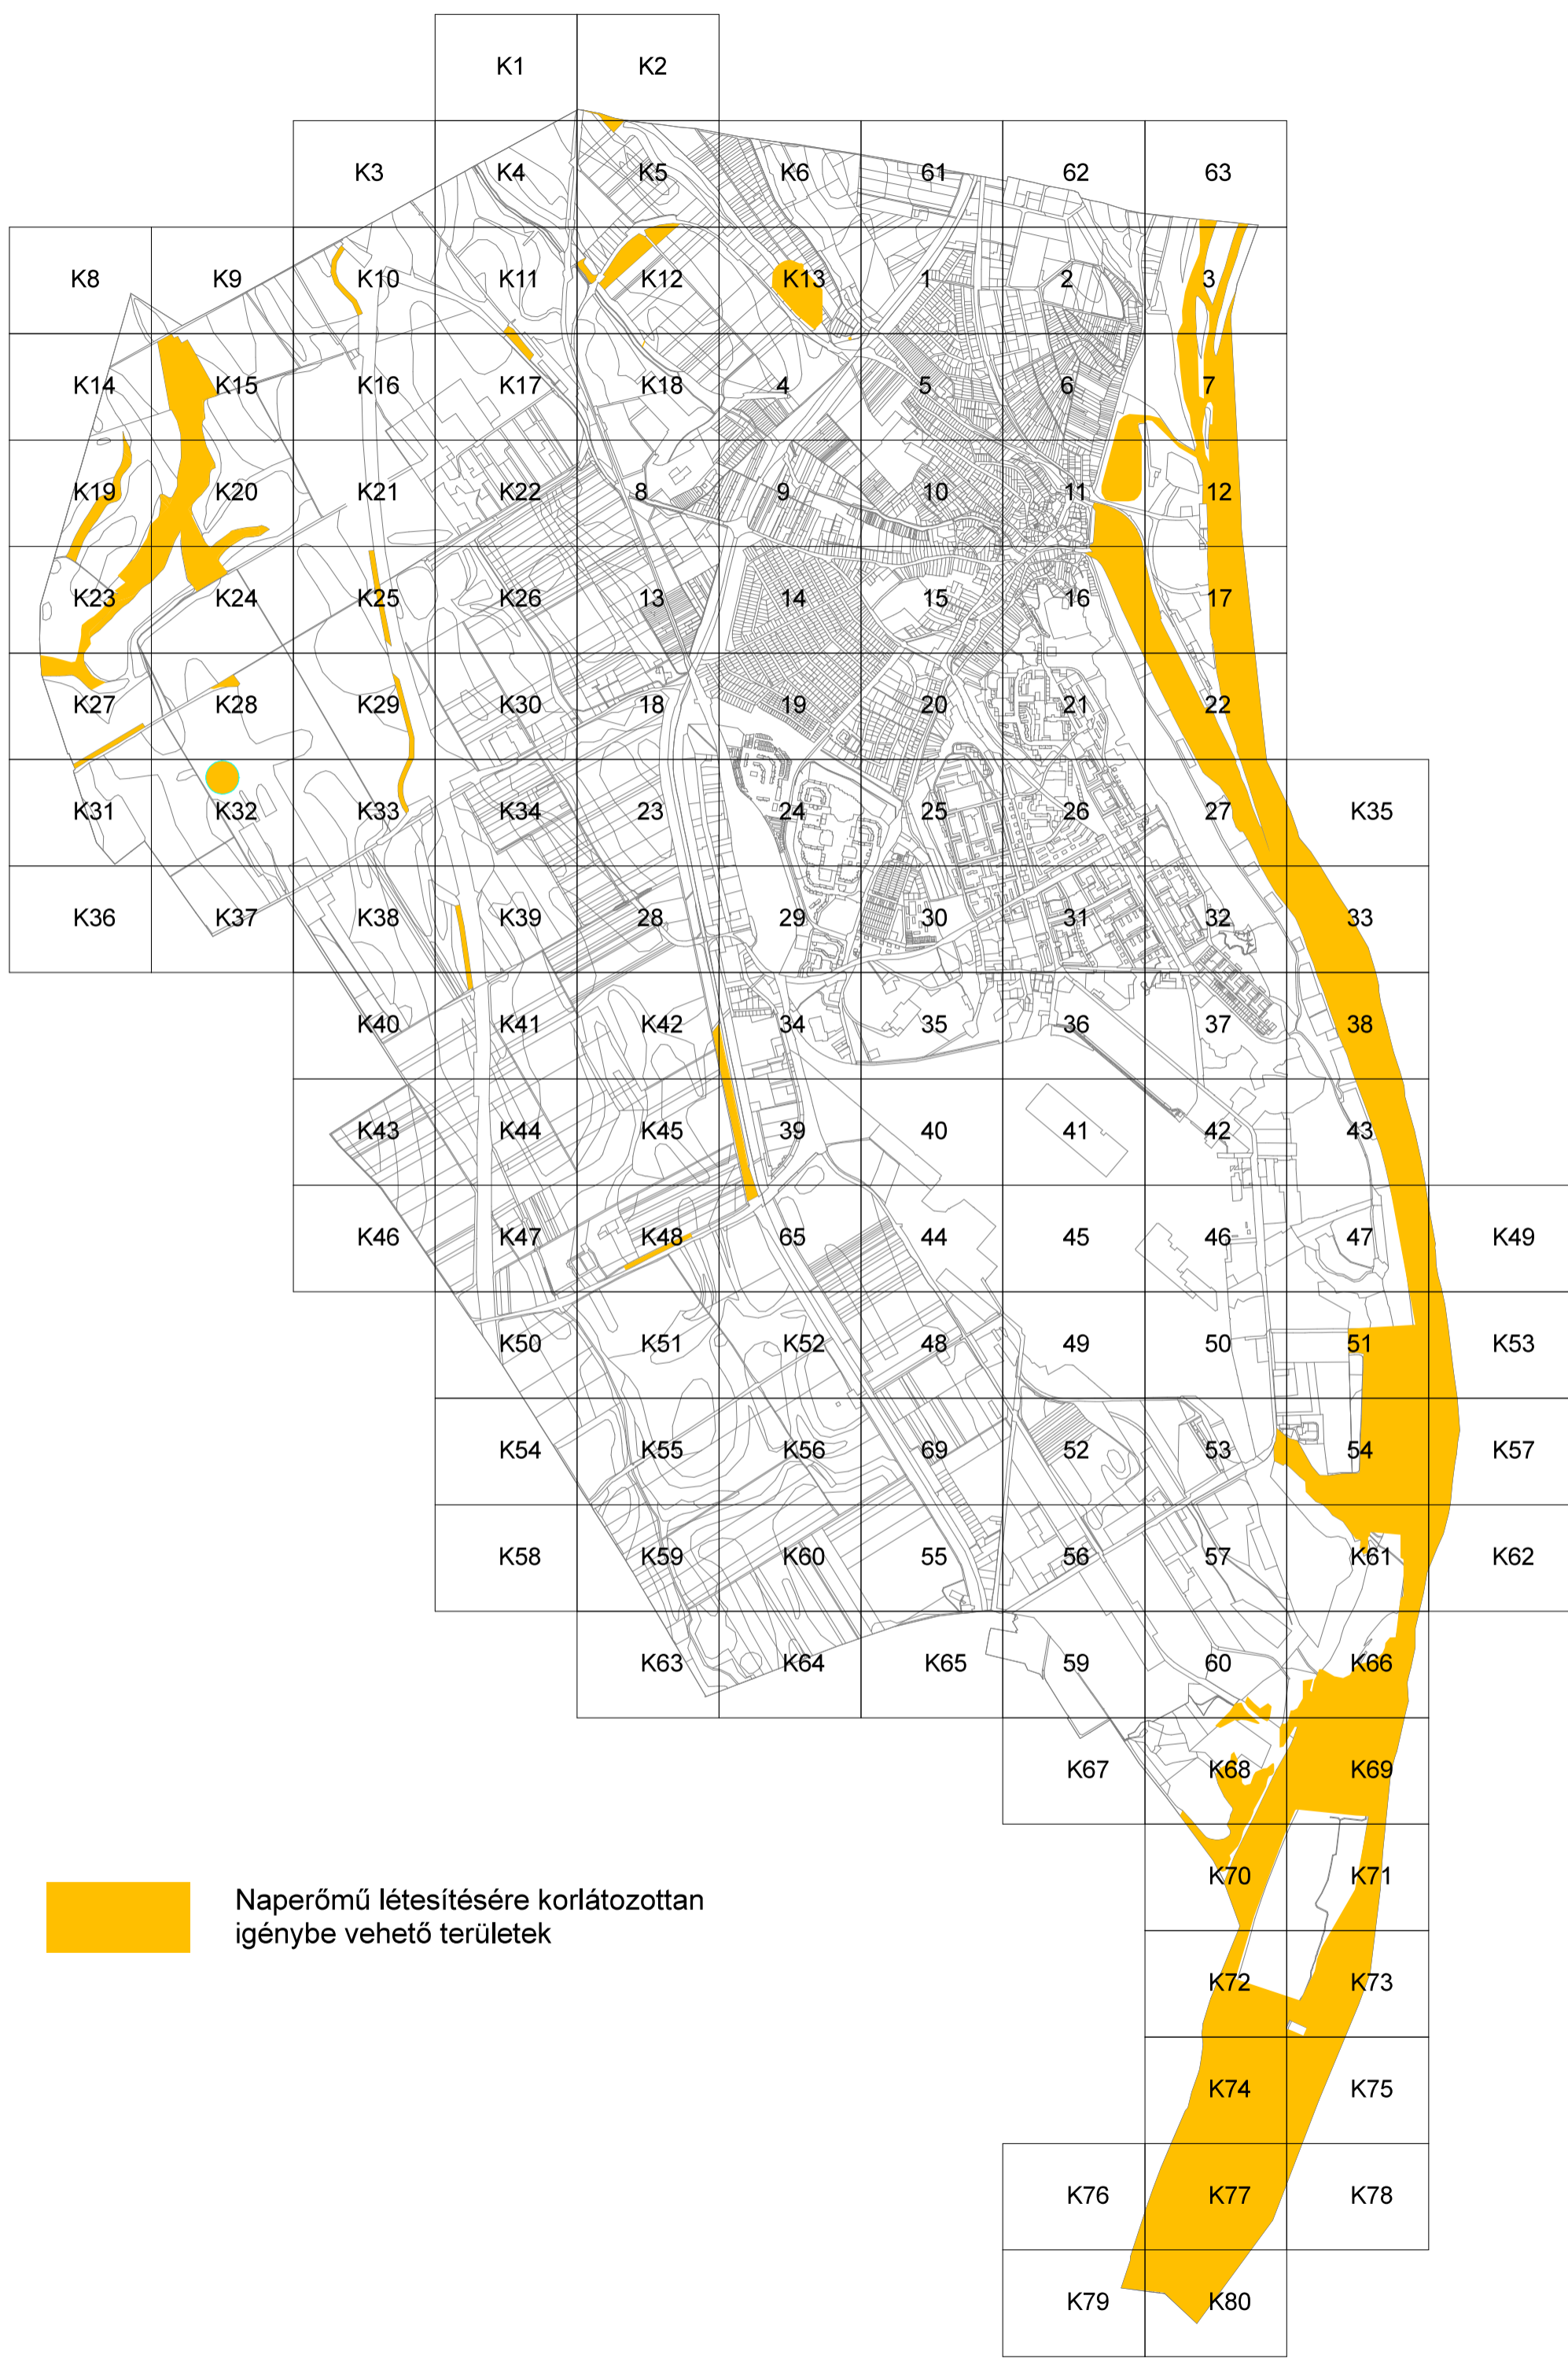 K1 K2
K3 K4 K5 K6 61 62 63
K8 K9 K10 K11 K12 K13 1 2 3
K14 K15 K16 K17 K18 4 5 6 7
K19 K20 K21 K22 8 9 10 11 12
K23 K24 K25 K26 13 14 15 16 17
K27 K28 K29 K30 18 19 20 21 22
K31 K32 K33 K34 23 24 25 26 27 K35
K36 K37 K38 K39 28 29 30 31 32 33
K40 K41 K42 34 35 36 37 38
K43 K44 K45 39 40 41 42 43
K46 K47 K48 65 44 45 46 47 K49
K50 K51 K52 48 49 50 51 K53
K54 K55 K56 69 52 53 54 K57
K58 K59 K60 55 56 57 K61 K62
K63 K64 K65 59 60 K66
K67 K68 K69
K70 K71
Naperőmű létesítésére korlátozottan
igénybe vehető területek
K72 K73
K74 K75
K76 K77 K78
K79 K80